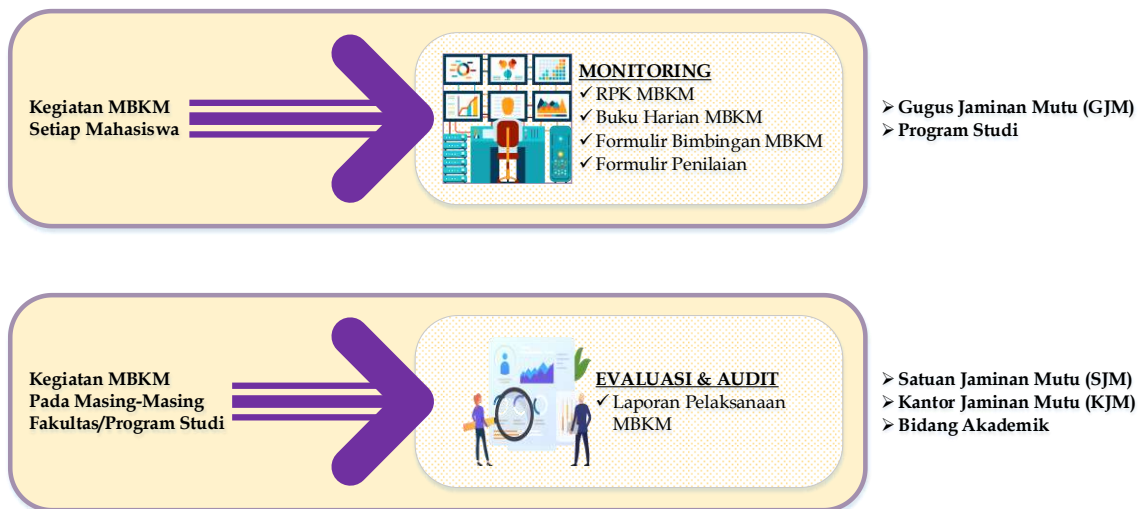 Kegiatan MBKM
Setiap Mahasiswa
MONITORING
✓ RPK MBKM
✓ Buku Harian MBKM
✓ Formulir Bimbingan MBKM
✓ Formulir Penilaian
➢ Gugus Jaminan Mutu (GJM)
➢ Program Studi
Kegiatan MBKM
Pada Masing-Masing
Fakultas/Program Studi
EVALUASI & AUDIT
✓ Laporan Pelaksanaan
MBKM
➢ Satuan Jaminan Mutu (SJM)
➢ Kantor Jaminan Mutu (KJM)
➢ Bidang Akademik